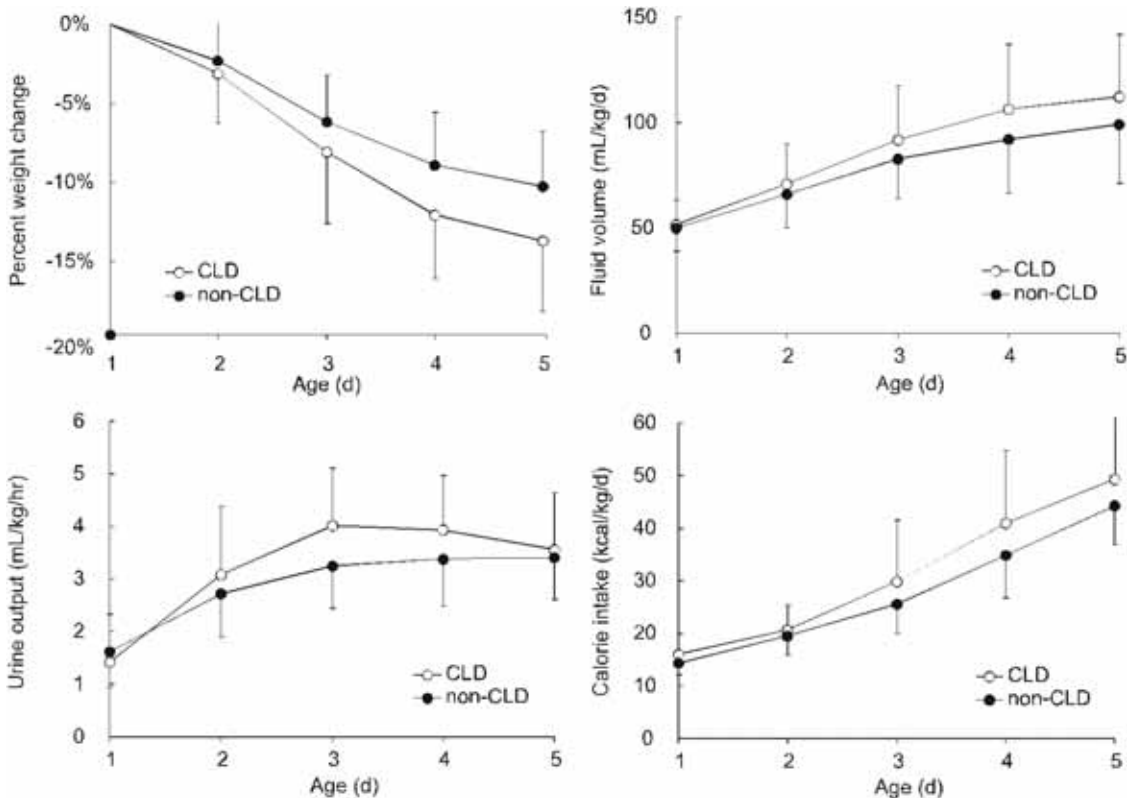 Percent weight change
0%
-5%
-10%
-15%
-20%
CLD
non-CLD
1 2 3 4 5
Age (d)
Fluid volume (mL/kg/d)
150
100
50
0
CLD
non-CLD
1 2 3 4 5
Age (d)
Urine output (mL/kg/hr)
6
5
4
3
2
1
0
CLD
non-CLD
1 2 3 4 5
Age (d)
Calorie intake (kcal/kg/d)
60
50
40
30
20
10
0
CLD
non-CLD
1 2 3 4 5
Age (d)